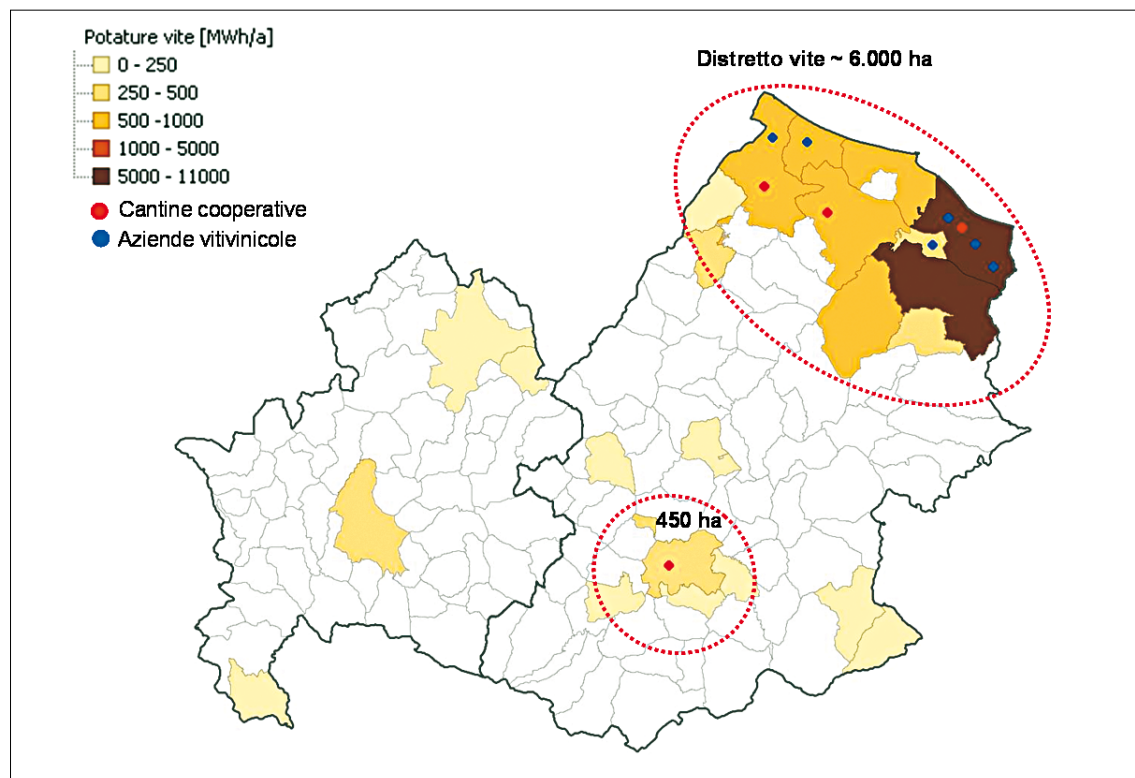 Potature vite [MWh/a]
0 - 250
250 - 500
500 -1000
1000 - 5000
5000 - 11000
Cantine cooperative
Aziende vitivinicole
Distretto vite ~ 6.000 ha
450 ha